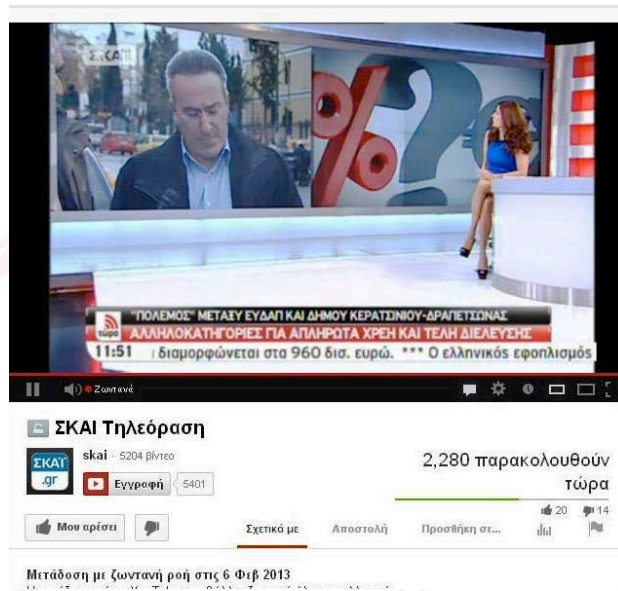 ΣΚΑΪ
"ΠΟΛΕΜΟΣ" ΜΕΤΑΞΥ ΕΥΔΑΠ ΚΑΙ ΔΗΜΟΥ ΚΕΡΑΤΣΙΝΙΟΥ-ΔΡΑΠΕΤΣΩΝΑΣ
τώρα
ΑΛΛΗΛΟΚΑΤΗΓΟΡΙΕΣ ΓΙΑ ΑΠΛΗΡΩΤΑ ΧΡΕΗ ΚΑΙ ΤΕΛΗ ΔΙΕΛΕΥΣΗΣ
11:51 διαμορφώνεται στα 960 δισ. ευρώ. *** Ο ελληνικός εφοπλισμός
Ζωντανά
ΣΚΑΙ Τηλεόραση
ΣΚΑΪ .gr
skai · 5204 βίντεο
Εγγραφή 5401
2,280 παρακολουθούν
τώρα
20 14
Μου αρέσει Σχετικά με Αποστολή Προσθήκη σε...
Μετάδοση με ζωντανή ροή στις 6 Φεβ 2013